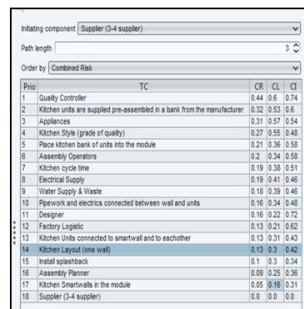 Initiating component Suppler (3-4 supplier)
Path length 3
Order by Combined Risk
Prio TC CR CL CI
1 Quality Controller 0.44 0.6 0.74
2 Kitchen units are suppled pre-assembled in a bank from the manufacturer 0.32 0.53 0.6
3 Appliances 0.31 0.57 0.54
4 Kitchen Style (grade of quality) 0.27 0.55 0.48
5 Place kitchen bank of units into the module 0.21 0.36 0.58
6 Assembly Operators 0.2 0.34 0.58
7 Kitchen cycle time 0.19 0.38 0.51
8 Electrical Supply 0.19 0.41 0.46
9 Water Supply & Waste 0.18 0.39 0.46
10 Pipework and electrics connected between wall and units 0.16 0.34 0.48
11 Designer 0.16 0.22 0.72
12 Factory Logistic 0.13 0.21 0.62
13 Kitchen Units connected to smartwall and to eachother 0.13 0.31 0.43
14 Kitchen Layout (one wall) 0.13 0.3 0.42
15 Install splashback 0.1 0.3 0.34
16 Assembly Planner 0.09 0.25 0.36
17 Kitchen Smartwalls in the module 0.05 0.16 0.31
18 Suppler (3-4 supplier) 0.0 0.0 0.0